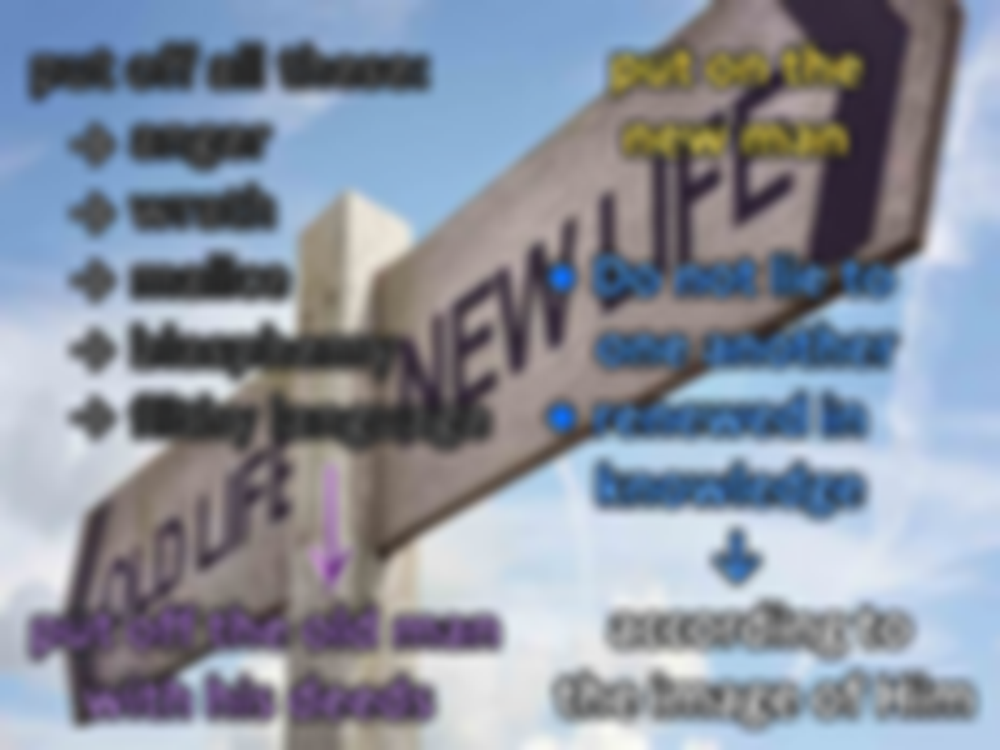 put off all these:
anger
wrath
malice
blasphemy
filthy language
put off the old man
with his deeds
put on the
new man
Do not lie to
one another
renewed in
knowledge
according to
the image of Him
NEW LIFE
OLD LIFE